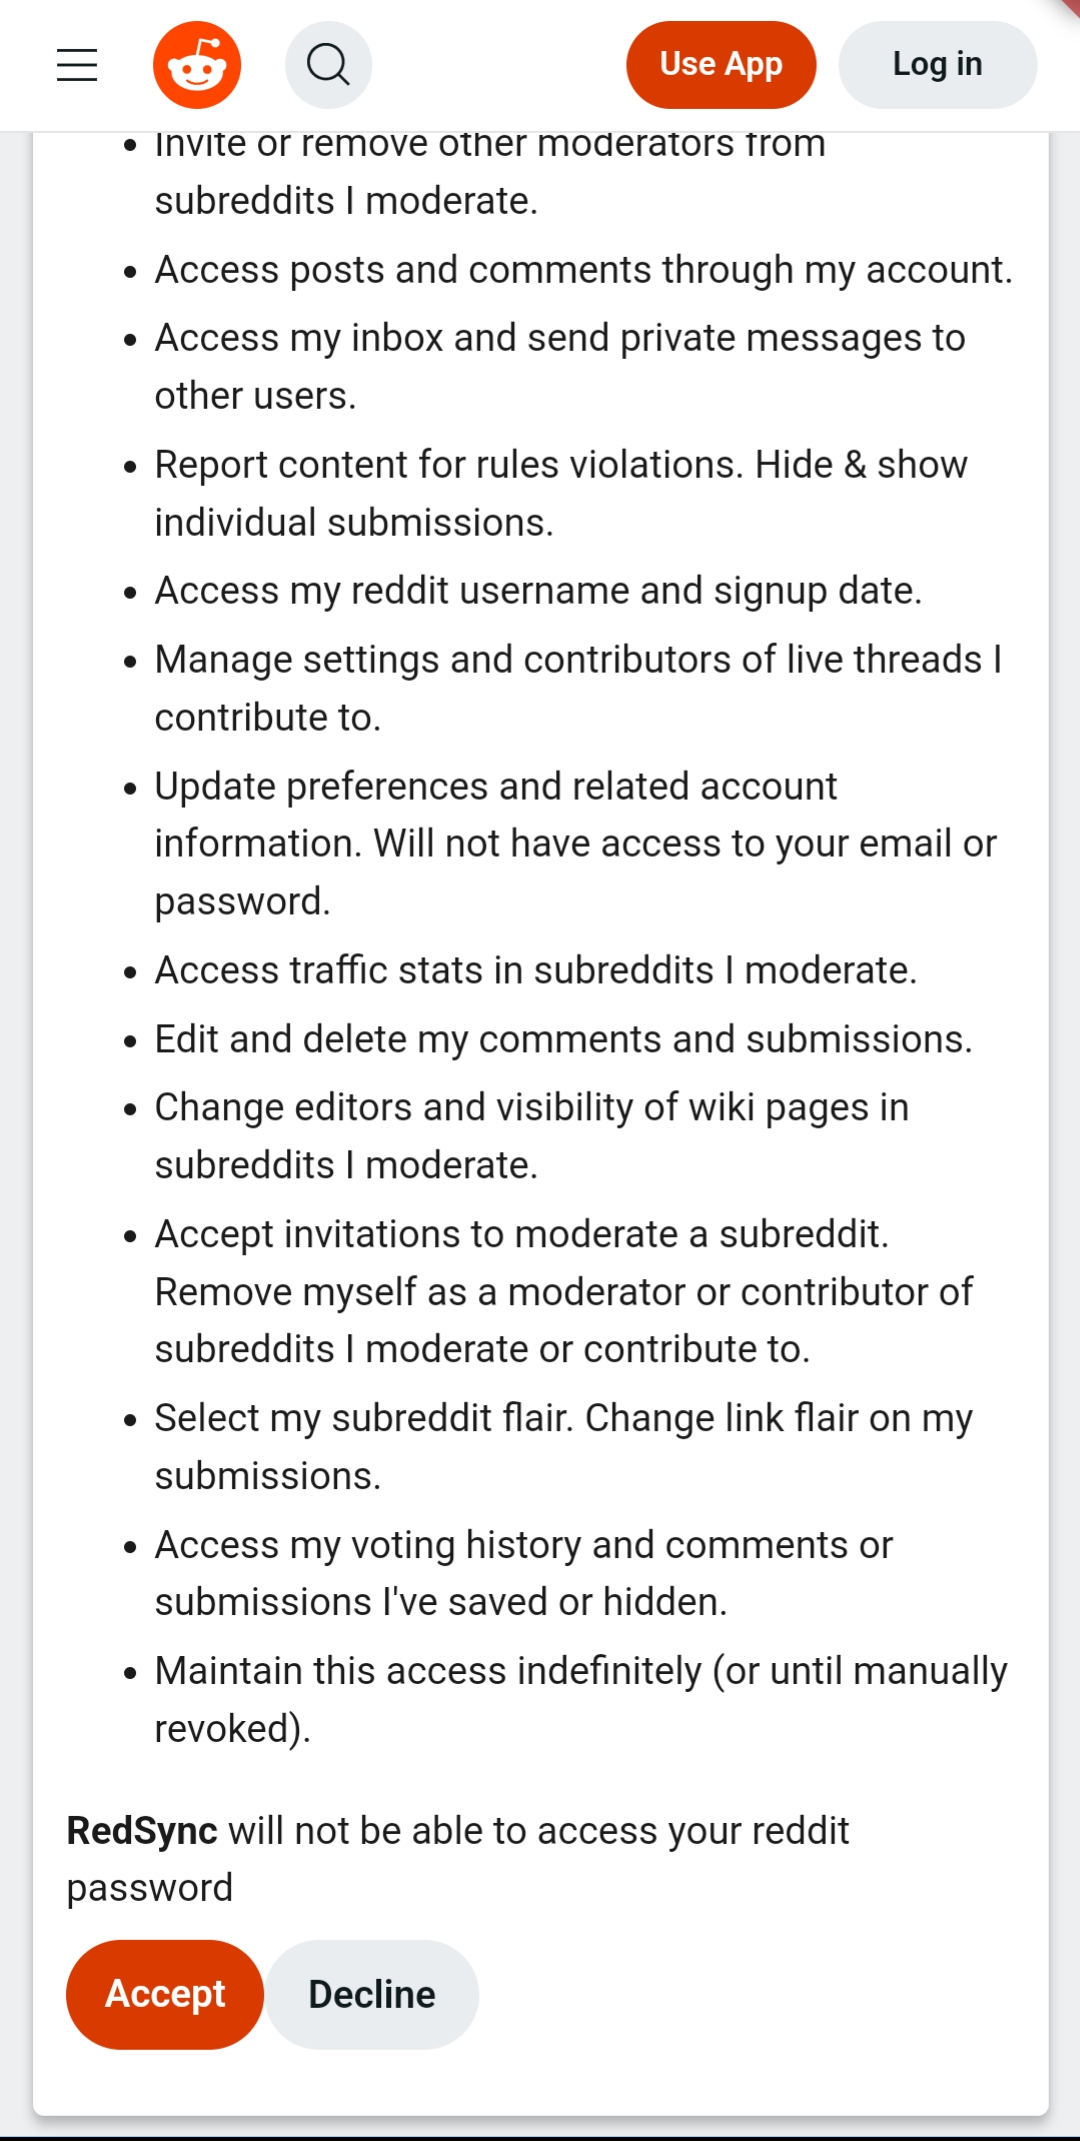 Use App
Log in
Invite or remove other moderators from
subreddits I moderate.
Access posts and comments through my account.
Access my inbox and send private messages to
other users.
Report content for rules violations. Hide & show
individual submissions.
Access my reddit username and signup date.
Manage settings and contributors of live threads I
contribute to.
Update preferences and related account
information. Will not have access to your email or
password.
Access traffic stats in subreddits I moderate.
Edit and delete my comments and submissions.
Change editors and visibility of wiki pages in
subreddits I moderate.
Accept invitations to moderate a subreddit.
Remove myself as a moderator or contributor of
subreddits I moderate or contribute to.
Select my subreddit flair. Change link flair on my
submissions.
Access my voting history and comments or
submissions I've saved or hidden.
Maintain this access indefinitely (or until manually
revoked).
RedSync will not be able to access your reddit
password
Accept
Decline